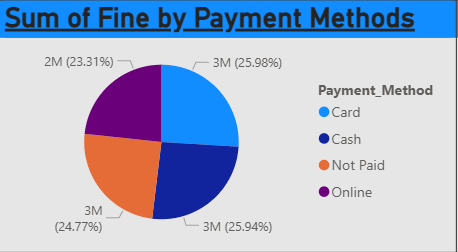 Sum of Fine by Payment Methods
2M (23.31%)
3M (25.98%)
Payment_Method
Card
Cash
Not Paid
Online
3M
(24.77%)
3M (25.94%)